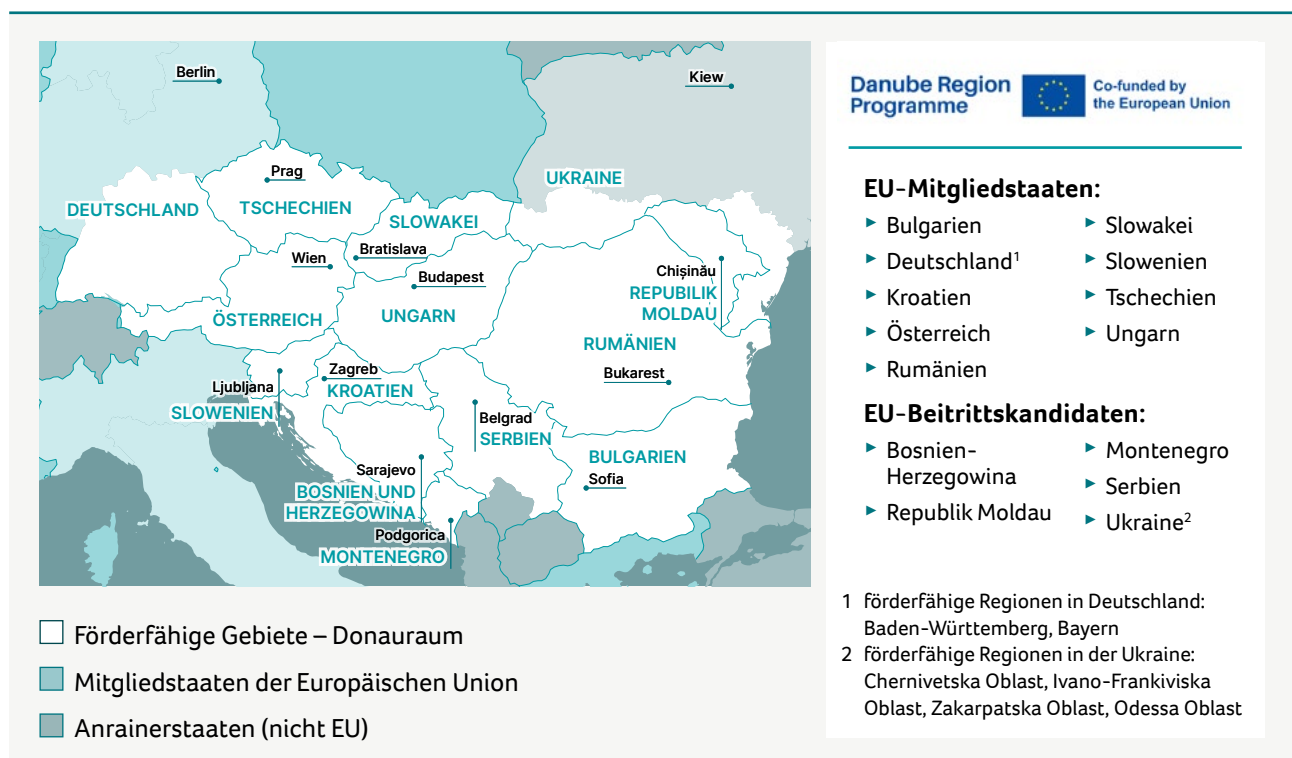 Berlin
Kiew
Prag
UKRAINE
DEUTSCHLAND
TSCHECHIEN
SLOWAKEI
Bratislava
Wien
Budapest
Chișinău
REPUBILIK
MOLDAU
ÖSTERREICH
UNGARN
RUMÄNIEN
Zagreb
Bukarest
Ljubljana
KROATIEN
SLOWENIEN
Belgrad
SERBIEN
BULGARIEN
Sarajevo
Sofia
BOSNIEN UND
HERZEGOWINA
Podgorica
MONTENEGRO
Förderfähige Gebiete – Donauraum
Mitgliedstaaten der Europäischen Union
Anrainerstaaten (nicht EU)
Danube Region
Programme
Co-funded by
the European Union
EU-Mitgliedstaaten:
► Bulgarien
► Deutschland¹
► Kroatien
► Österreich
► Rumänien
► Slowakei
► Slowenien
► Tschechien
► Ungarn
EU-Beitrittskandidaten:
► Bosnien-
Herzegowina
► Republik Moldau
► Montenegro
► Serbien
► Ukraine²
1 förderfähige Regionen in Deutschland:
Baden-Württemberg, Bayern
2 förderfähige Regionen in der Ukraine:
Chernivetska Oblast, Ivano-Frankiviska
Oblast, Zakarpatska Oblast, Odessa Oblast